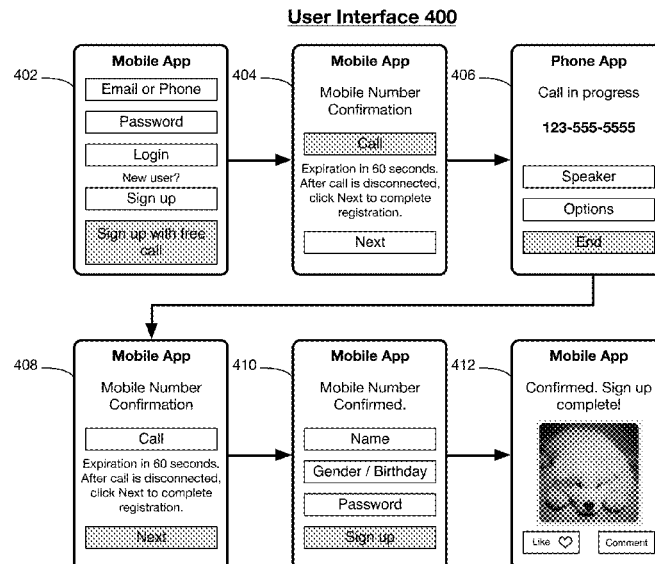 User Interface 400
402
Mobile App
Email or Phone
Password
Login
New user?
Sign up
Sign up with free
call
404
Mobile App
Mobile Number
Confirmation
Call
Expiration in 60 seconds.
After call is disconnected,
click Next to complete
registration.
Next
406
Phone App
Call in progress
123-555-5555
Speaker
Options
End
408
Mobile App
Mobile Number
Confirmation
Call
Expiration in 60 seconds.
After call is disconnected,
click Next to complete
registration.
Next
410
Mobile App
Mobile Number
Confirmed.
Name
Gender / Birthday
Password
Sign up
412
Mobile App
Confirmed. Sign up
complete!
Like
Comment